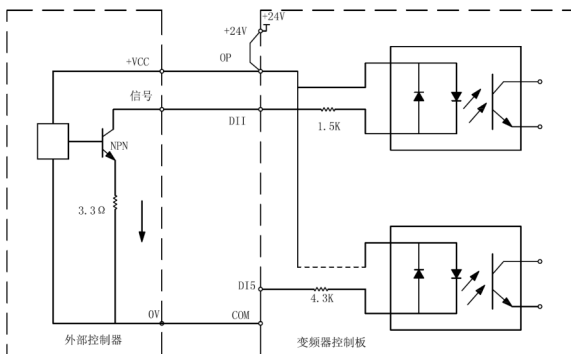 +24V
+24V
+VCC
OP
信号
DII
1.5K
NPN
3.3Ω
DI5
4.3K
0V
COM
外部控制器
变频器控制板